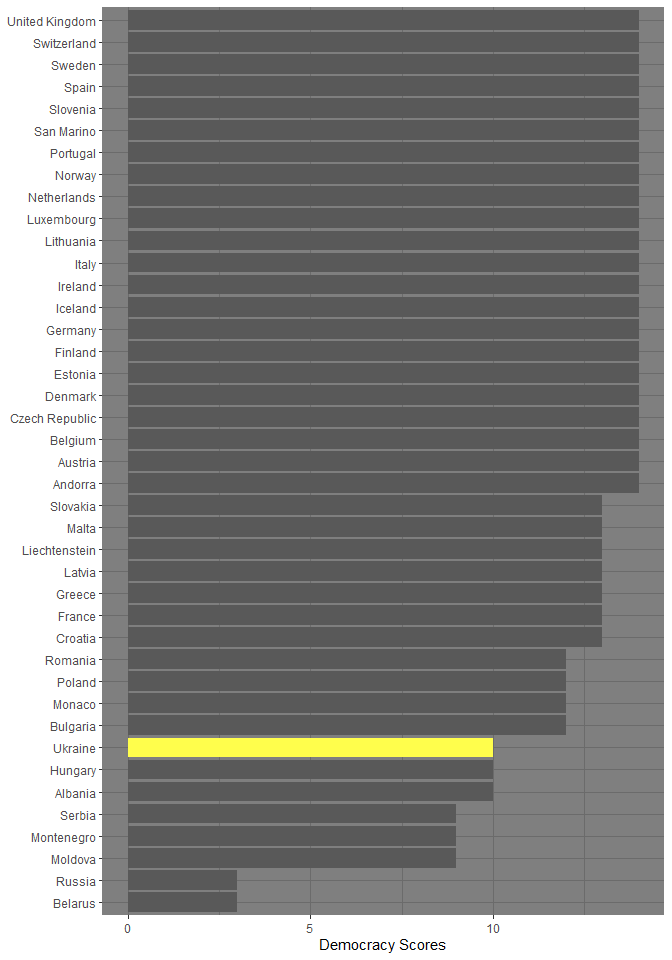 United Kingdom
Switzerland
Sweden
Spain
Slovenia
San Marino
Portugal
Norway
Netherlands
Luxembourg
Lithuania
Italy
Ireland
Iceland
Germany
Finland
Estonia
Denmark
Czech Republic
Belgium
Austria
Andorra
Slovakia
Malta
Liechtenstein
Latvia
Greece
France
Croatia
Romania
Poland
Monaco
Bulgaria
Ukraine
Hungary
Albania
Serbia
Montenegro
Moldova
Russia
Belarus
0 5 10
Democracy Scores